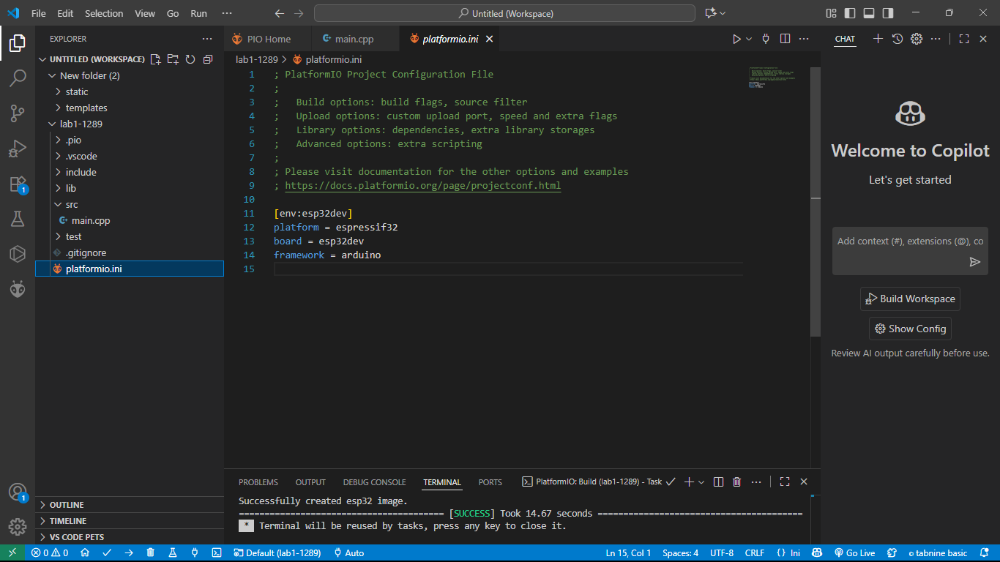 File Edit Selection View Go Run ··· Untitled (Workspace)
EXPLORER ···
UNTITLED (WORKSPACE)
New folder (2)
static
templates
lab1-1289
.pio
.vscode
include
lib
src
main.cpp
test
.gitignore
platformio.ini
OUTLINE
TIMELINE
VS CODE PETS
1
1
PIO Home main.cpp platformio.ini
lab1-1289 > platformio.ini
1 ; PlatformIO Project Configuration File
2 ;
3 ;   Build options: build flags, source filter
4 ;   Upload options: custom upload port, speed and extra flags
5 ;   Library options: dependencies, extra library storages
6 ;   Advanced options: extra scripting
7 ;
8 ; Please visit documentation for the other options and examples
9 ; https://docs.platformio.org/page/projectconf.html
10
11 [env:esp32dev]
12 platform = espressif32
13 board = esp32dev
14 framework = arduino
15
PROBLEMS OUTPUT DEBUG CONSOLE TERMINAL PORTS PlatformIO: Build (lab1-1289) - Task
Successfully created esp32 image.
======================================== [SUCCESS] Took 14.67 seconds ========================================
* Terminal will be reused by tasks, press any key to close it.
CHAT
Welcome to Copilot
Let's get started
Add context (#), extensions (@), co
Build Workspace
Show Config
Review AI output carefully before use.
0 0 Default (lab1-1289) Auto Ln 15, Col 1 Spaces: 4 UTF-8 CRLF {} Ini Go Live tabnine basic